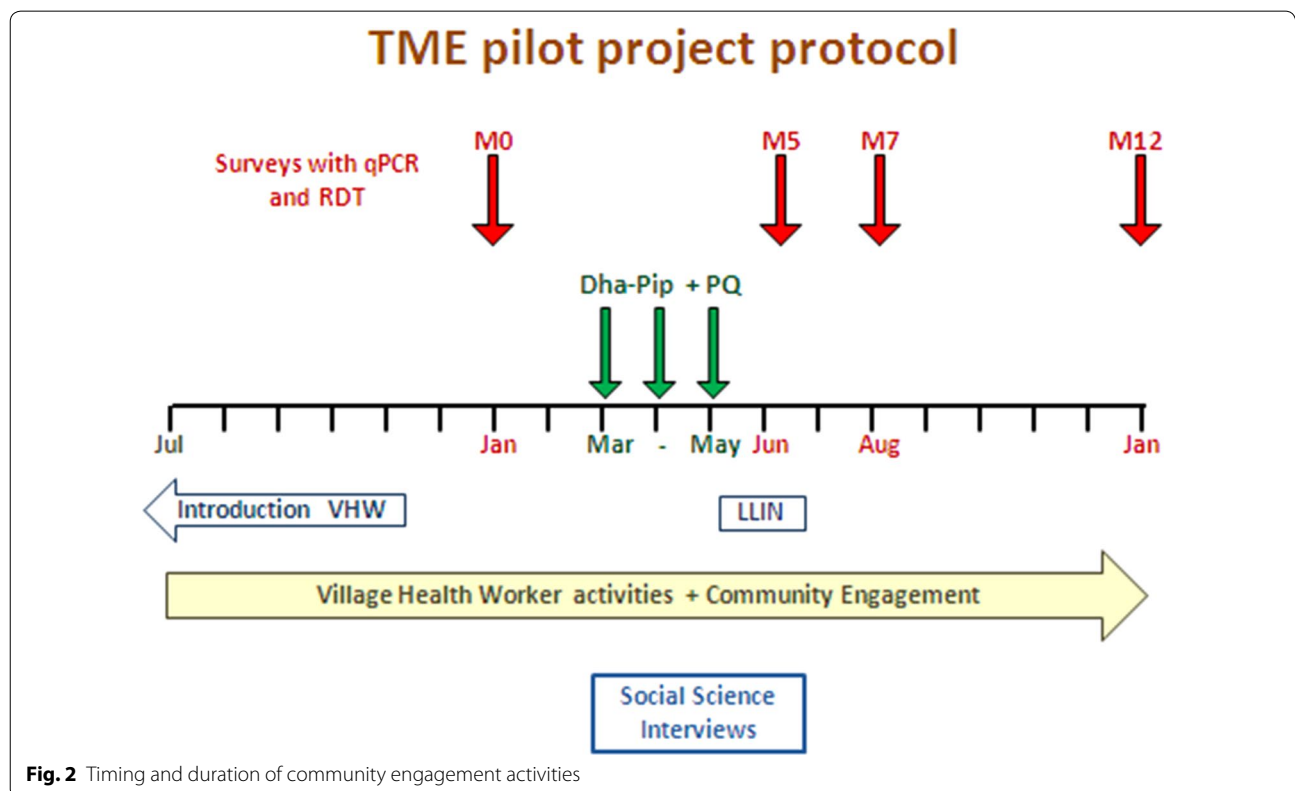 TME pilot project protocol
M0
M5
M7
M12
Surveys with qPCR
and RDT
Dha-Pip + PQ
Jul
Jan
Mar
-
May
Jun
Aug
Jan
Introduction VHW
LLIN
Village Health Worker activities + Community Engagement
Social Science
Interviews
Fig. 2 Timing and duration of community engagement activities